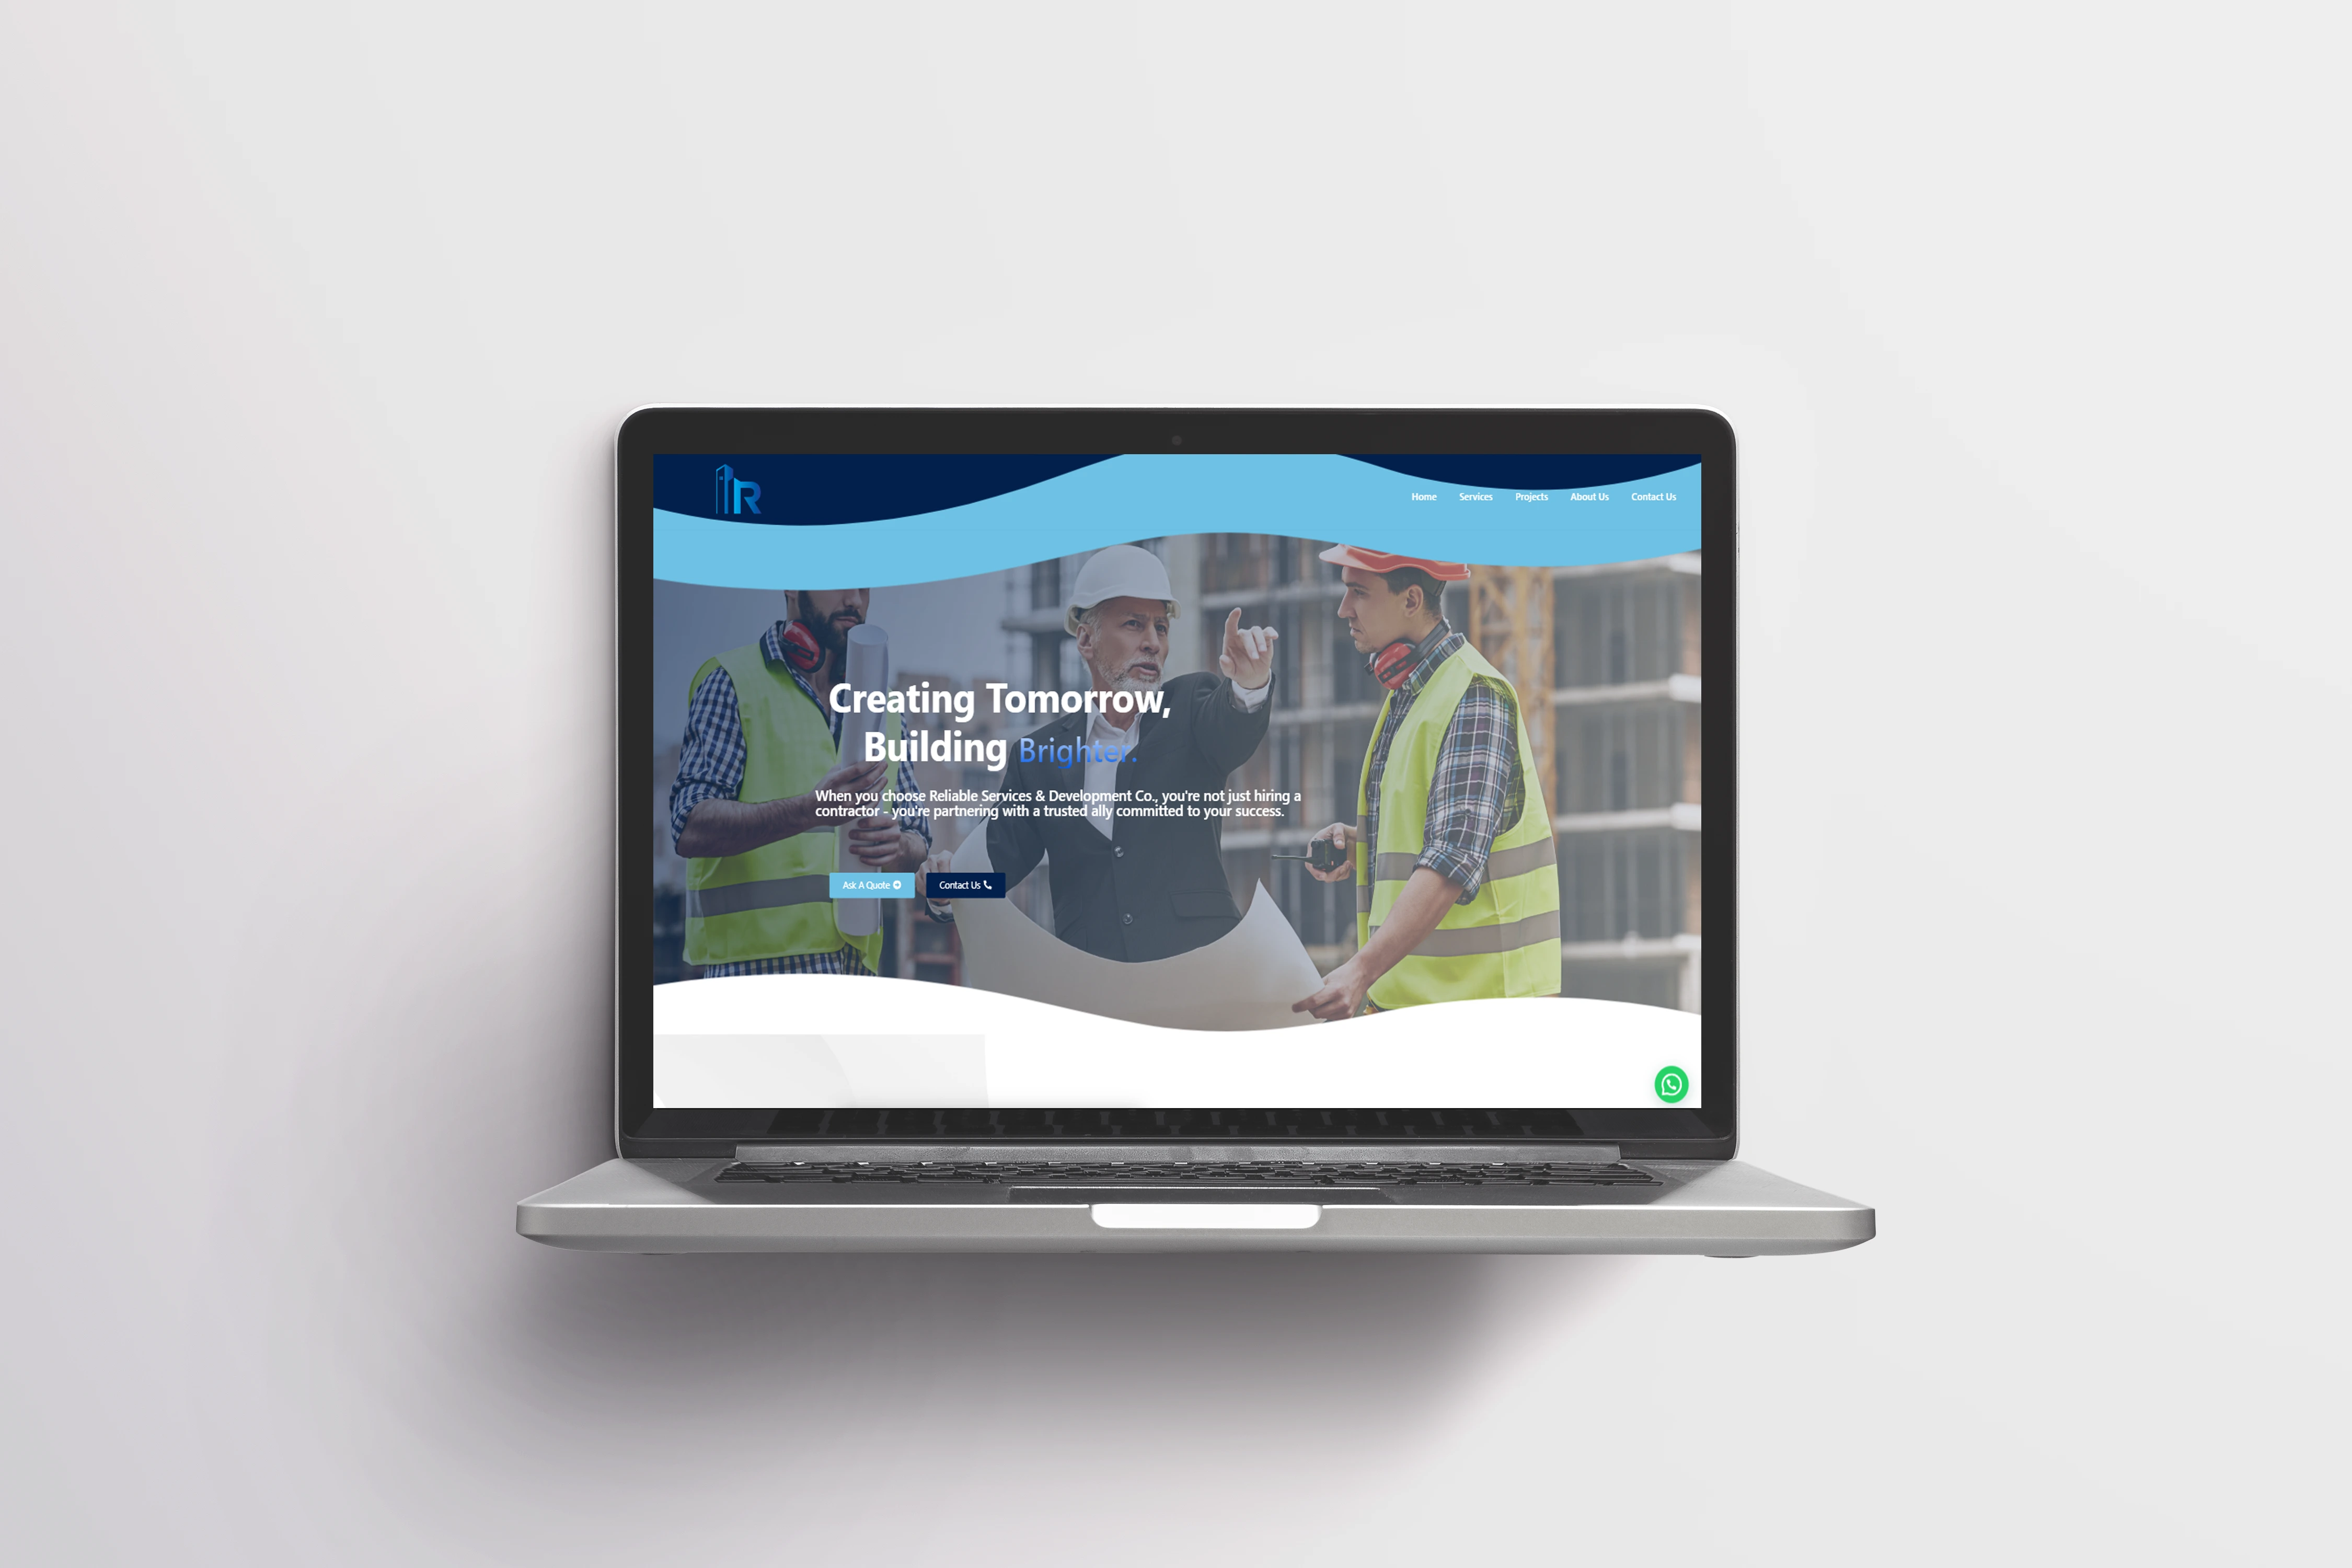 R
Home Services Projects About Us Contact Us
Creating Tomorrow,
Building Brighter.
When you choose Reliable Services & Development Co., you're not just hiring a
contractor - you're partnering with a trusted ally committed to your success.
Ask A Quote
Contact Us